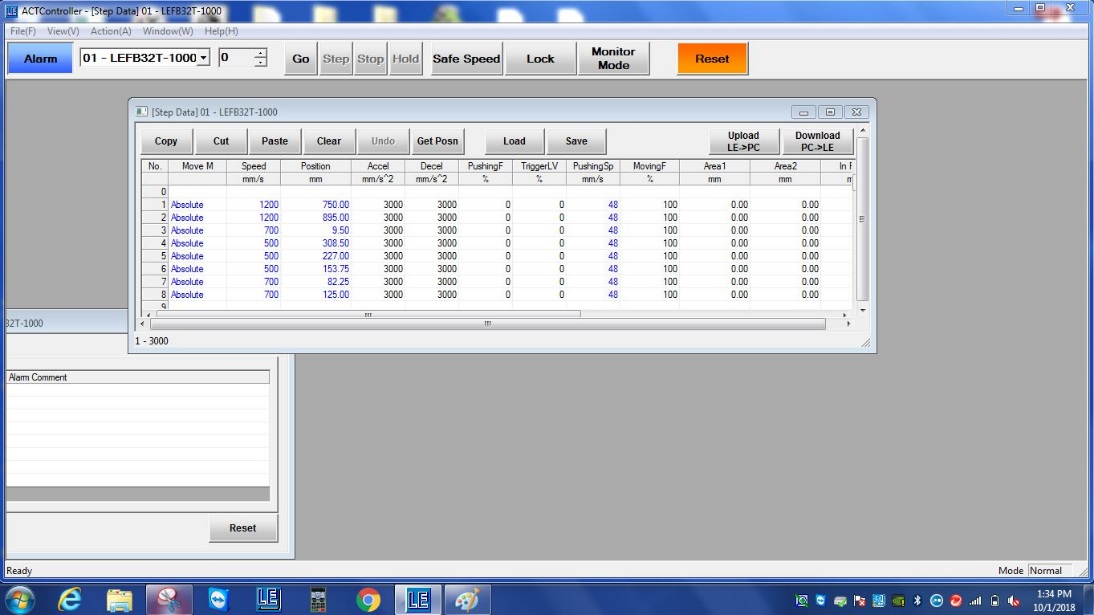 ACTController - [Step Data] 01 - LEFB32T-1000
File(F) View(V) Action(A) Window(W) Help(H)
Alarm 01 - LEFB32T-1000 0 Go Step Stop Hold Safe Speed Lock Monitor Mode Reset
[Step Data] 01 - LEFB32T-1000
Copy Cut Paste Clear Undo Get Posn Load Save Upload LE->PC Download PC->LE
No. Move M Speed Position Accel Decel PushingF TriggerLV PushingSp MovingF Area1 Area2 In
mm/s mm mm/s^2 mm/s^2 % % mm/s % mm mm
0
1 Absolute 1200 750.00 3000 3000 0 0 48 100 0.00 0.00
2 Absolute 1200 895.00 3000 3000 0 0 48 100 0.00 0.00
3 Absolute 700 9.50 3000 3000 0 0 48 100 0.00 0.00
4 Absolute 500 308.50 3000 3000 0 0 48 100 0.00 0.00
5 Absolute 500 227.00 3000 3000 0 0 48 100 0.00 0.00
6 Absolute 500 153.75 3000 3000 0 0 48 100 0.00 0.00
7 Absolute 700 82.25 3000 3000 0 0 48 100 0.00 0.00
8 Absolute 700 125.00 3000 3000 0 0 48 100 0.00 0.00
9
1 - 3000
32T-1000
Alarm Comment
Reset
Ready
Mode Normal
LE LE
1:34 PM
10/1/2018